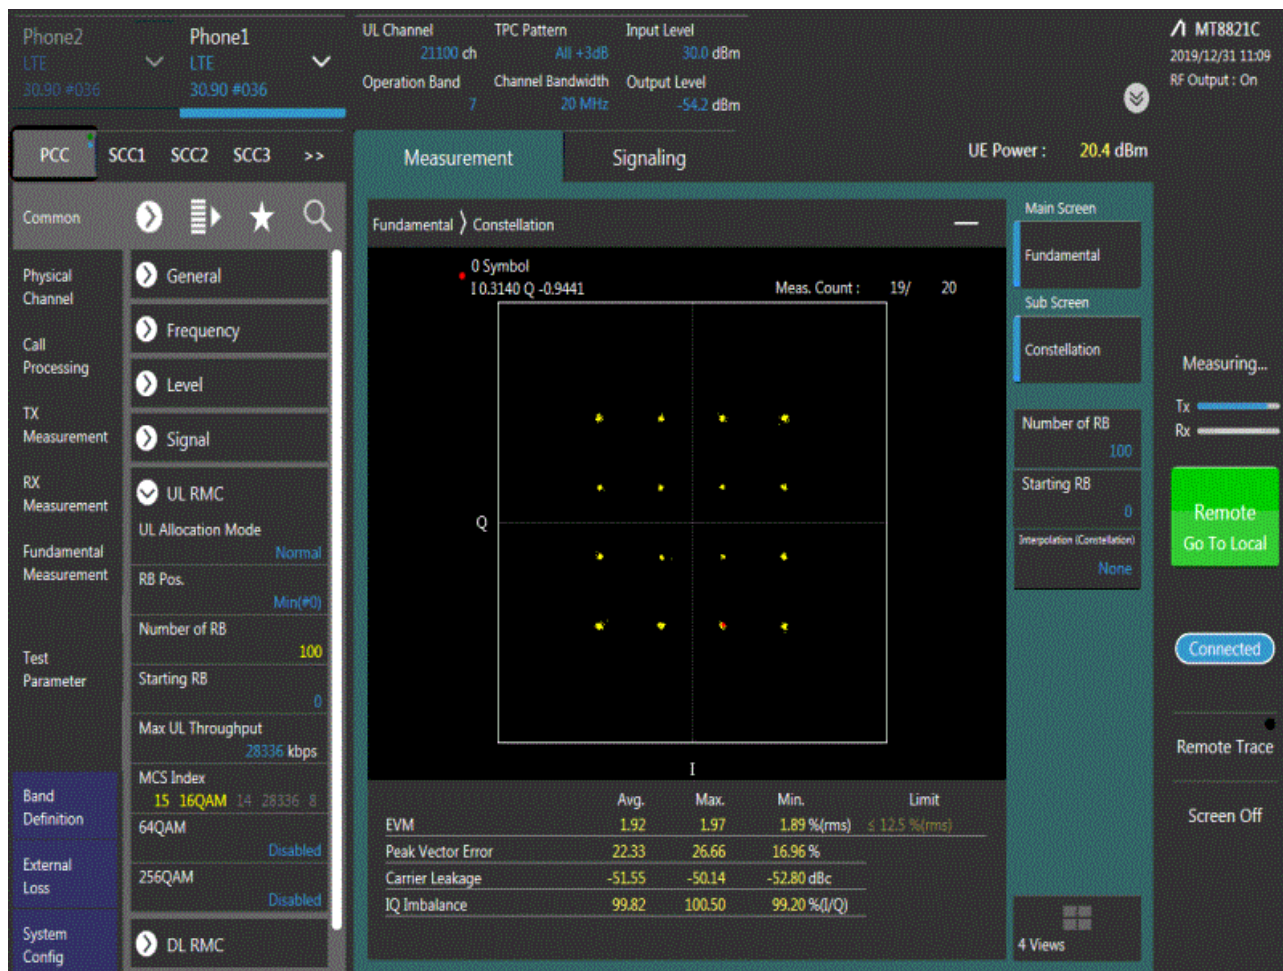 Phone2
LTE
30.90 #036
Phone1
LTE
30.90 #036
UL Channel
21100 ch
TPC Pattern
All +3dB
Input Level
30.0 dBm
Operation Band
7
Channel Bandwidth
20 MHz
Output Level
-54.2 dBm
MT8821C
2019/12/31 11:09
RF Output : On
PCC SCC1 SCC2 SCC3 >>
Measurement
Signaling
UE Power : 20.4 dBm
Common
Physical
Channel
Call
Processing
TX
Measurement
RX
Measurement
Fundamental
Measurement
Test
Parameter
Band
Definition
External
Loss
System
Config
General
Frequency
Level
Signal
UL RMC
UL Allocation Mode
Normal
RB Pos.
Min(#0)
Number of RB
100
Starting RB
0
Max UL Throughput
28336 kbps
MCS Index
15 16QAM 14 28336 8
64QAM
Disabled
256QAM
Disabled
DL RMC
Fundamental 〉 Constellation
0 Symbol
I 0.3140 Q -0.9441
Meas. Count : 19/ 20
Q
I
Avg. Max. Min. Limit
EVM 1.92 1.97 1.89 %(rms) ≤ 12.5 %(rms)
Peak Vector Error 22.33 26.66 16.96 %
Carrier Leakage -51.55 -50.14 -52.80 dBc
IQ Imbalance 99.82 100.50 99.20 %(I/Q)
Main Screen
Fundamental
Sub Screen
Constellation
Number of RB
100
Starting RB
0
Interpolation (Constellation)
None
4 Views
Measuring...
Tx
Rx
Remote
Go To Local
Connected
Remote Trace
Screen Off